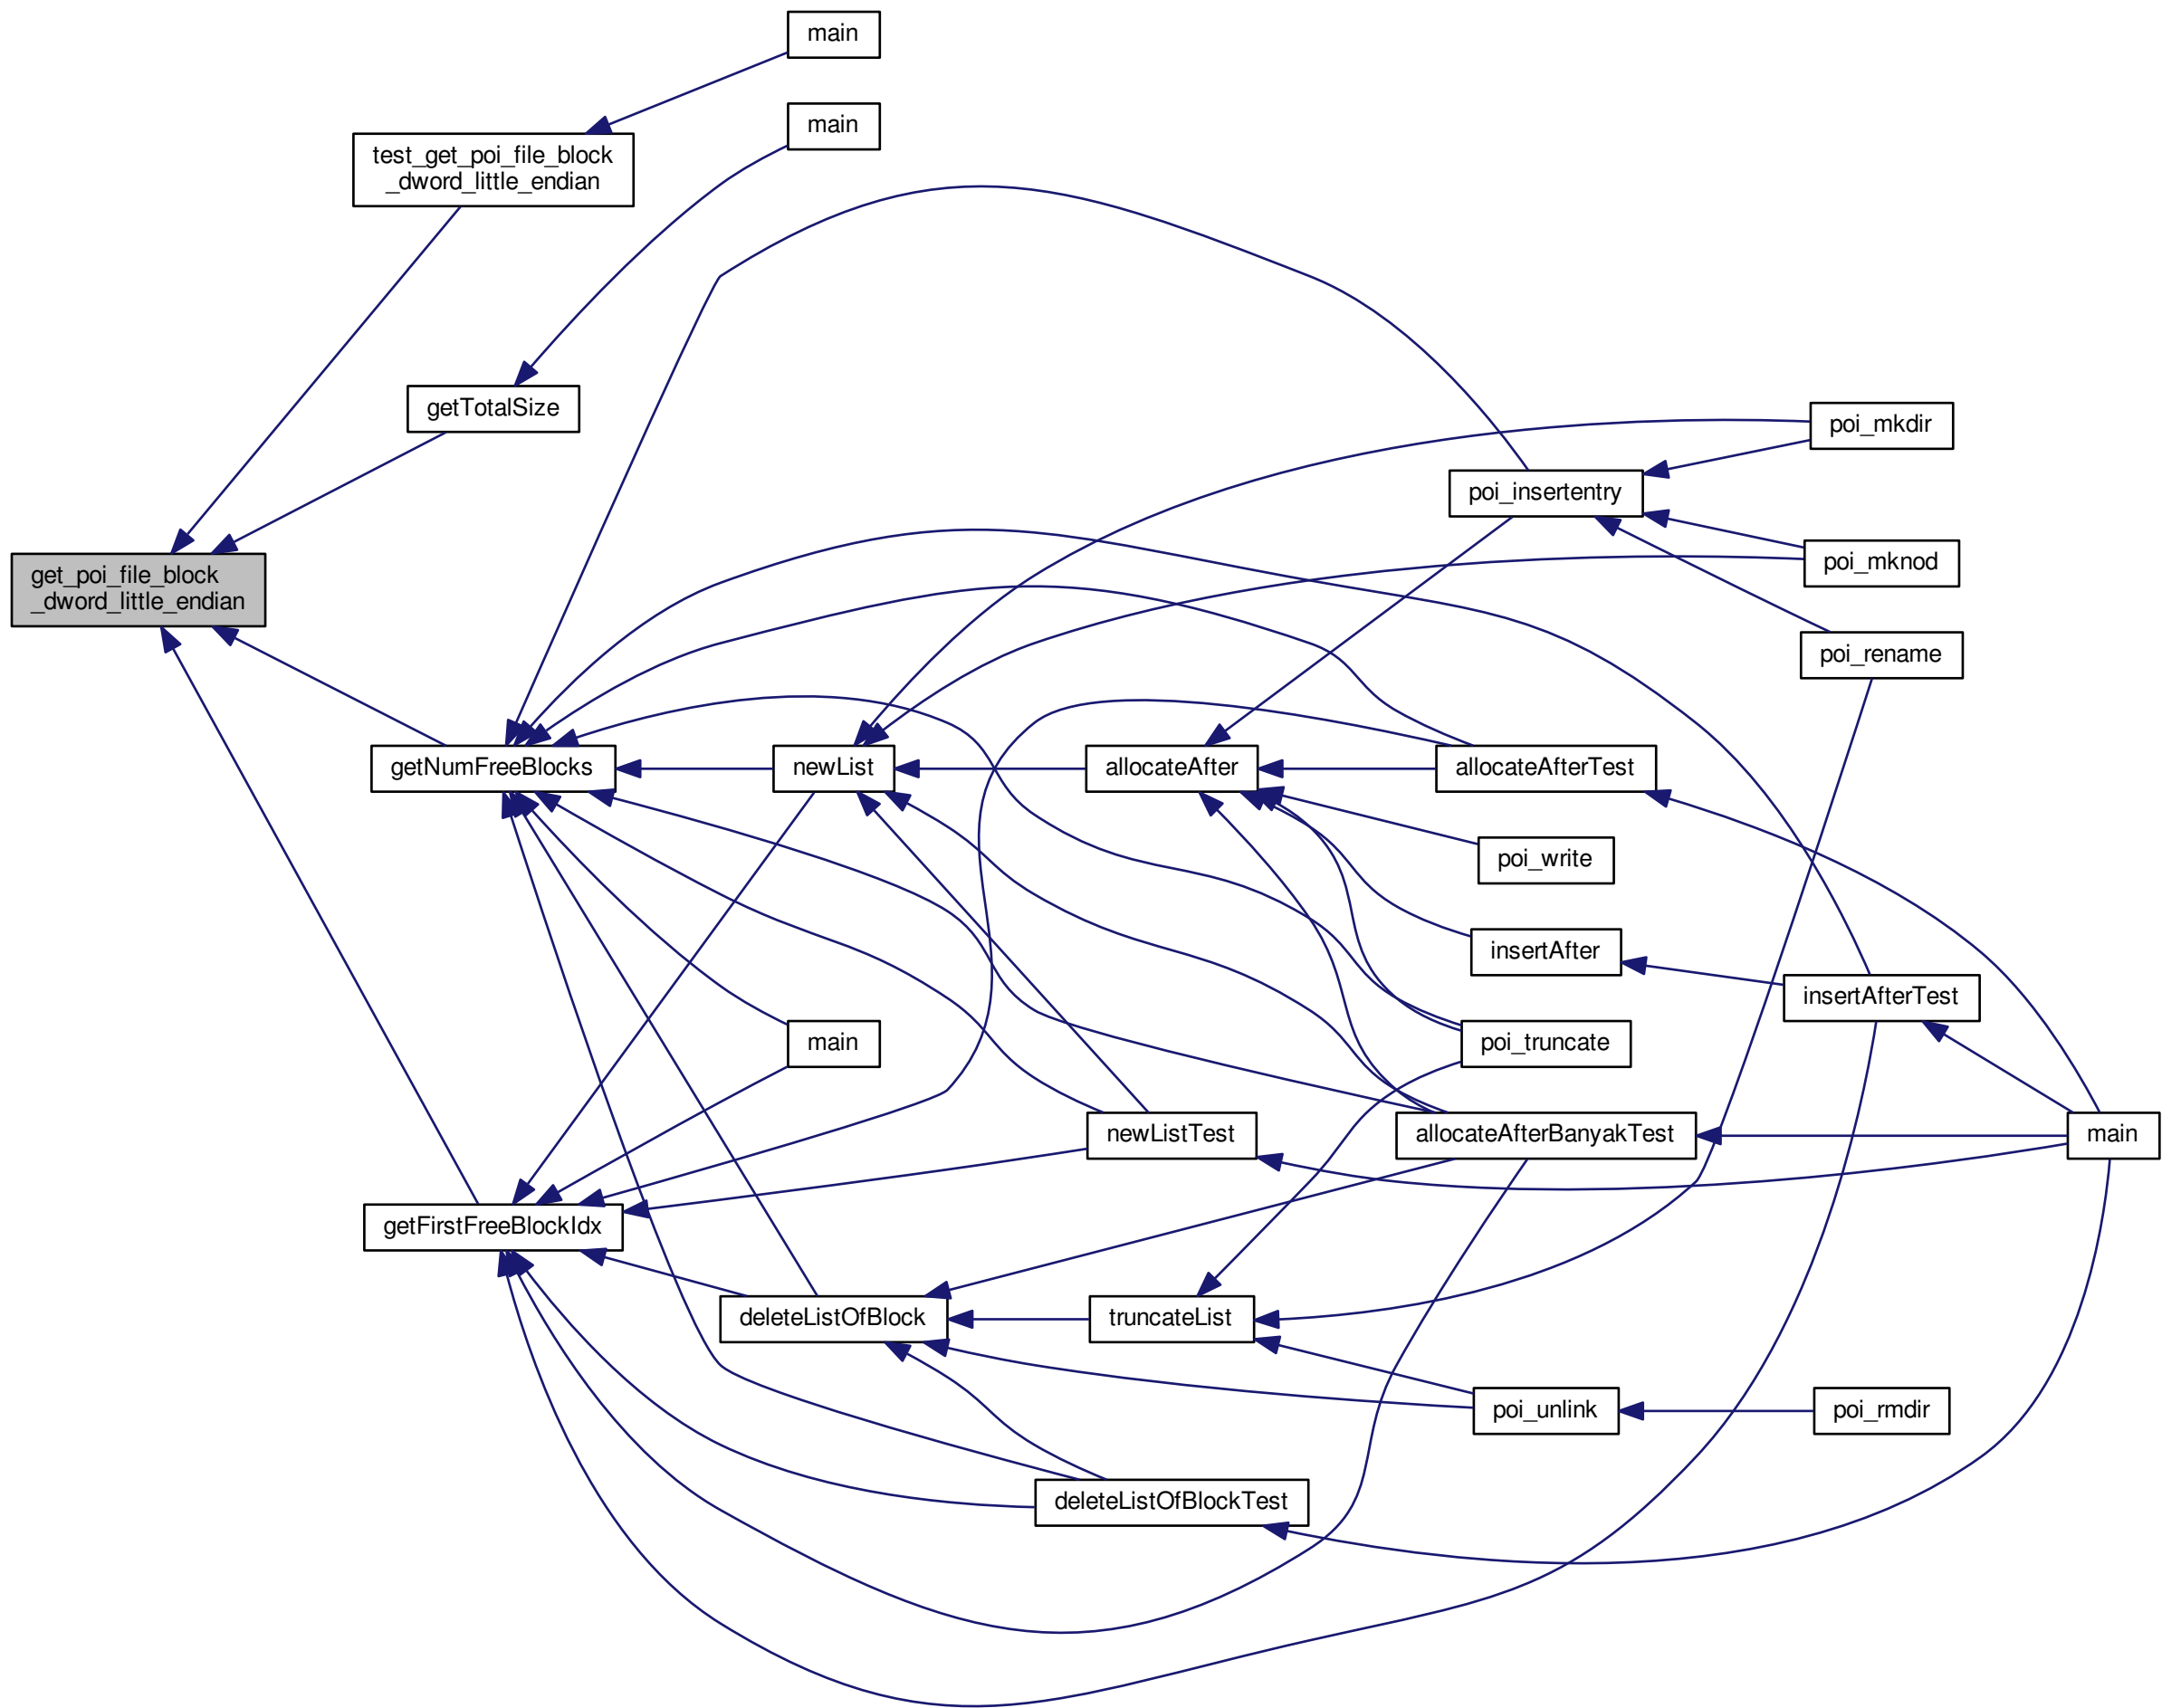 main
main
test_get_poi_file_block
_dword_little_endian
getTotalSize
poi_mkdir
poi_insertentry
poi_mknod
get_poi_file_block
_dword_little_endian
poi_rename
getNumFreeBlocks
newList
allocateAfter
allocateAfterTest
poi_write
insertAfter
insertAfterTest
main
poi_truncate
newListTest
allocateAfterBanyakTest
main
getFirstFreeBlockIdx
deleteListOfBlock
truncateList
poi_unlink
poi_rmdir
deleteListOfBlockTest